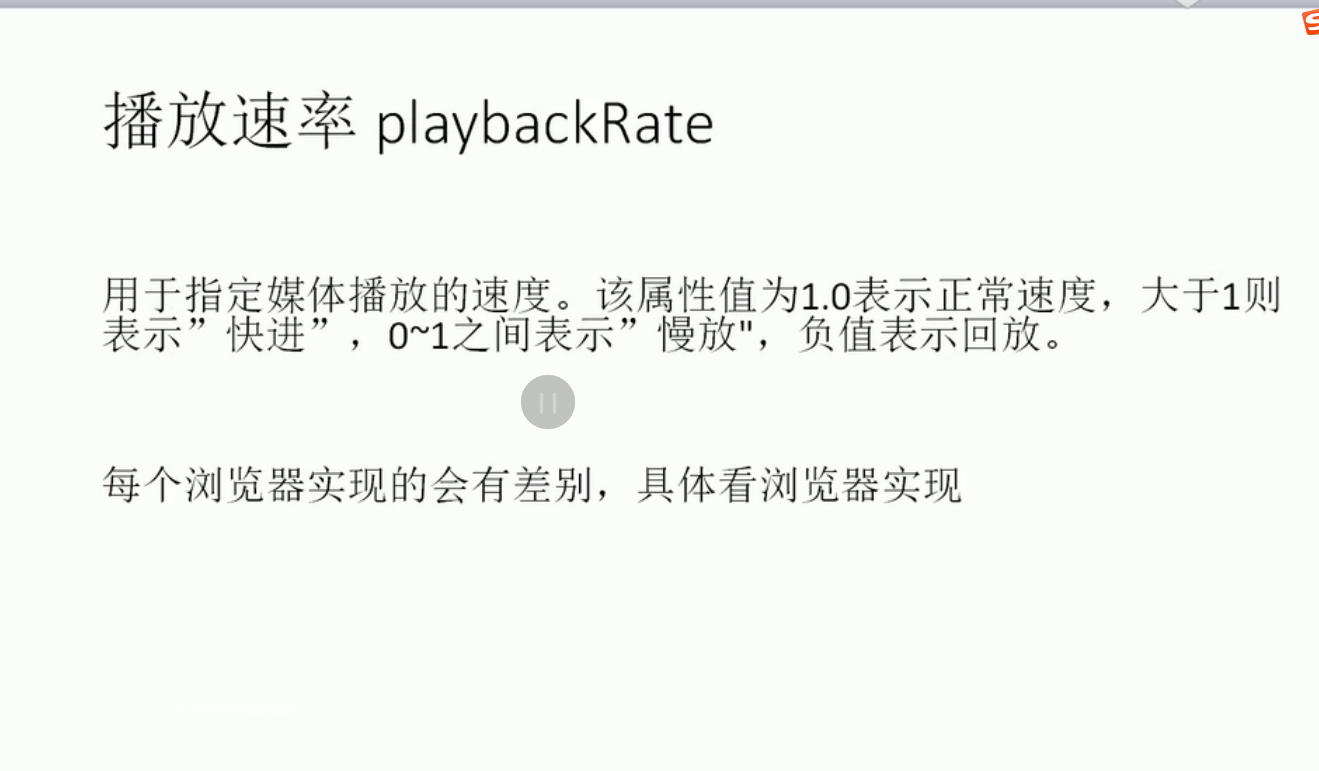 播放速率 playbackRate
用于指定媒体播放的速度。该属性值为1.0表示正常速度，大于1则
表示”快进”，0~1之间表示”慢放"，负值表示回放。
每个浏览器实现的会有差别，具体看浏览器实现